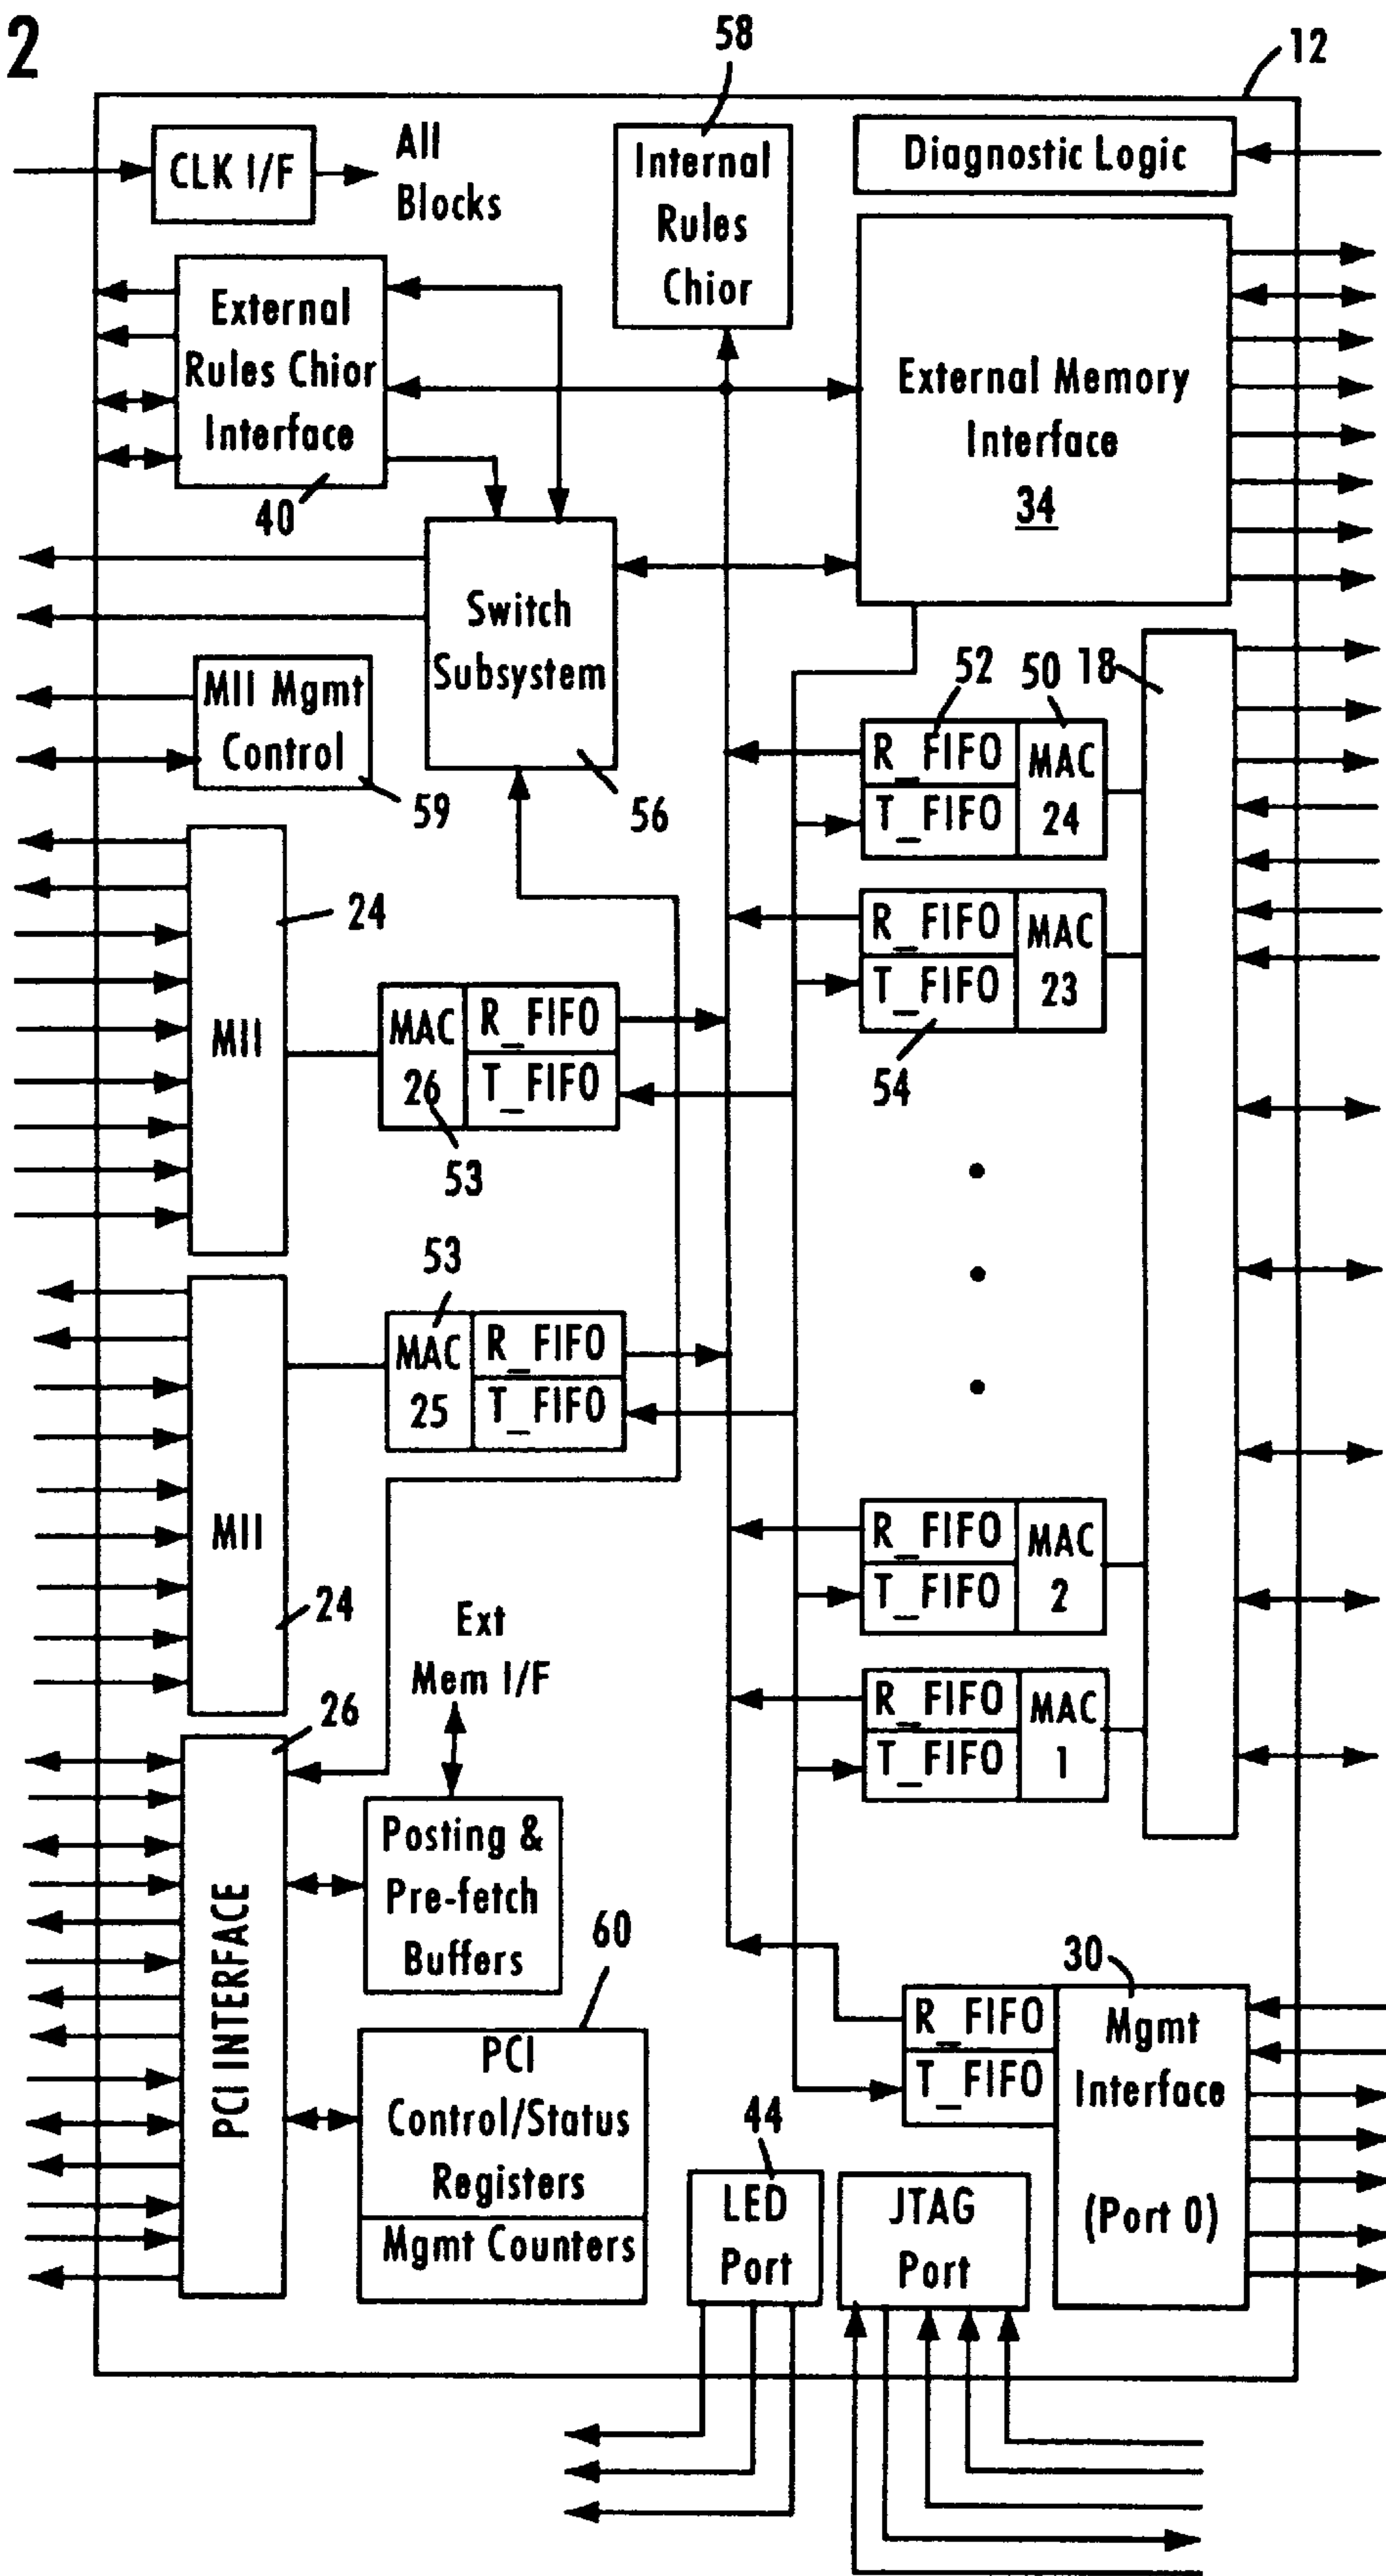 2
58
12
CLK I/F
All
Blocks
Internal
Rules
Chior
Diagnostic Logic
External
Rules Chior
Interface
40
External Memory
Interface
34
Switch
Subsystem
56
MII Mgmt
Control
59
52
50
18
R_FIFO
T_FIFO
MAC
24
R_FIFO
T_FIFO
MAC
23
54
24
MII
MAC
26
R_FIFO
T_FIFO
53
53
MAC
25
R_FIFO
T_FIFO
MII
24
R_FIFO
T_FIFO
MAC
2
R_FIFO
T_FIFO
MAC
1
Ext
Mem I/F
26
PCI INTERFACE
Posting &
Pre-fetch
Buffers
60
PCI
Control/Status
Registers
Mgmt Counters
30
R_FIFO
T_FIFO
Mgmt
Interface
(Port 0)
44
LED
Port
JTAG
Port